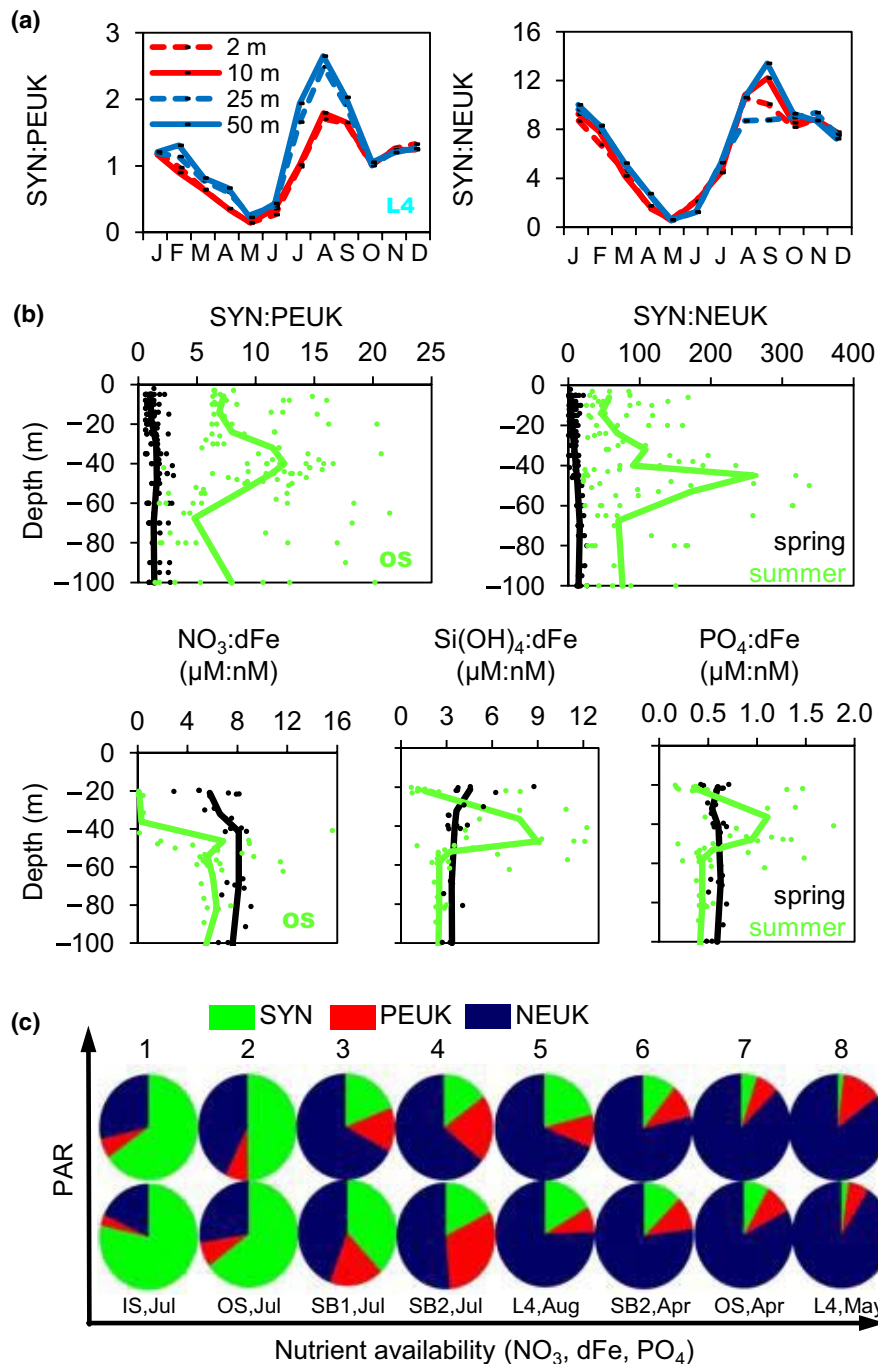 (a)
SYN:PEUK
3
2
1
0
2 m
10 m
25 m
50 m
L4
J F M A M J J A S O N D
SYN:NEUK
16
12
8
4
0
J F M A M J J A S O N D
(b)
SYN:PEUK
0 5 10 15 20 25
Depth (m)
0
−20
−40
−60
−80
−100
os
SYN:NEUK
0 100 200 300 400
0
−20
−40
−60
−80
−100
spring
summer
NO3:dFe
(µM:nM)
0 4 8 12 16
Depth (m)
0
−20
−40
−60
−80
−100
os
Si(OH)4:dFe
(µM:nM)
0 3 6 9 12
PO4:dFe
(µM:nM)
0.0 0.5 1.0 1.5 2.0
spring
summer
(c)
SYN PEUK NEUK
1 2 3 4 5 6 7 8
PAR
IS,Jul OS,Jul SB1,Jul SB2,Jul L4,Aug SB2,Apr OS,Apr L4,May
Nutrient availability (NO3, dFe, PO4)